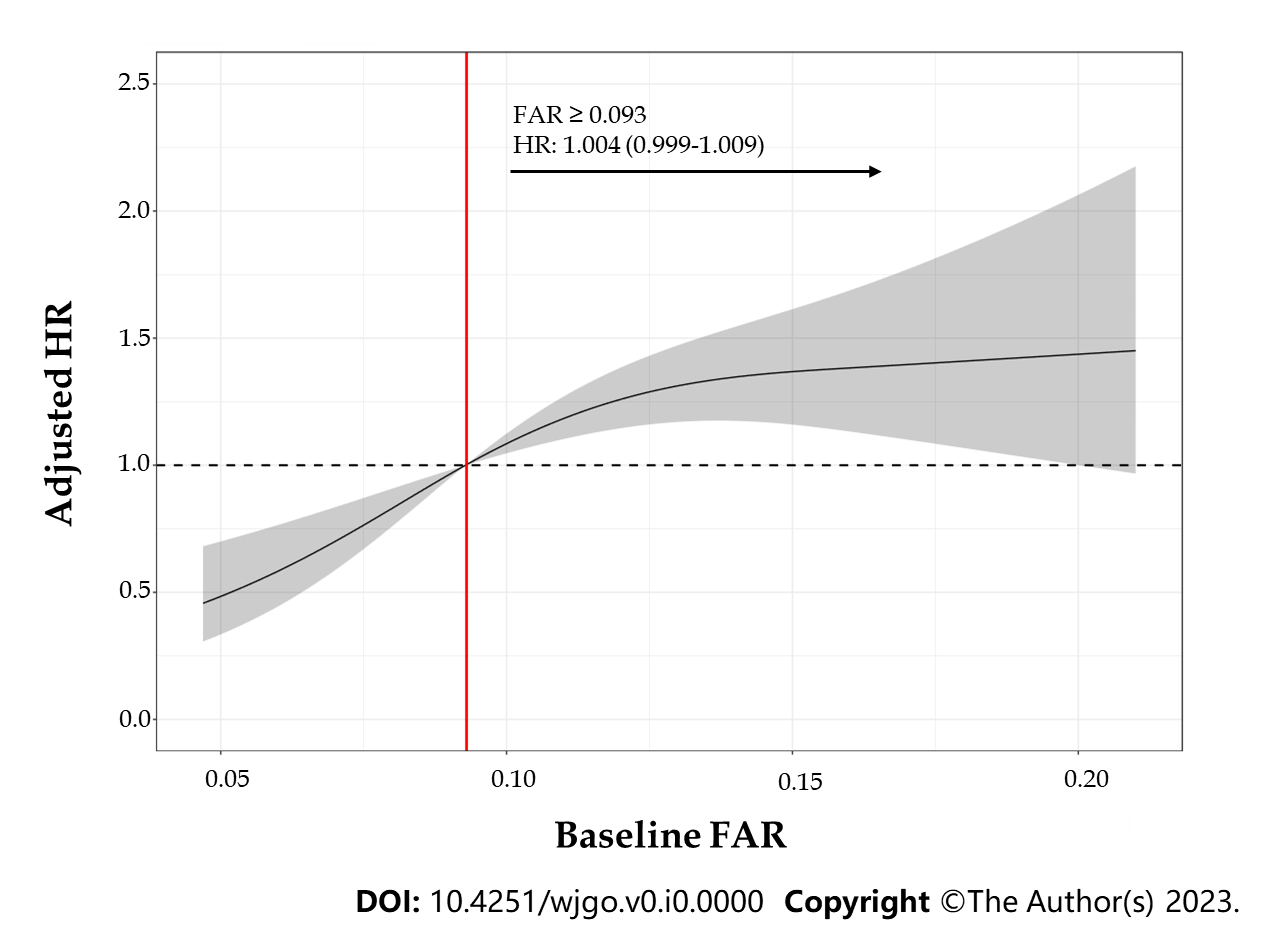 2.5
FAR ≥ 0.093
HR: 1.004 (0.999-1.009)
2.0
1.5
1.0
0.5
0.0
Adjusted HR
0.05 0.10 0.15 0.20
Baseline FAR
DOI: 10.4251/wjgo.v0.i0.0000 Copyright ©The Author(s) 2023.